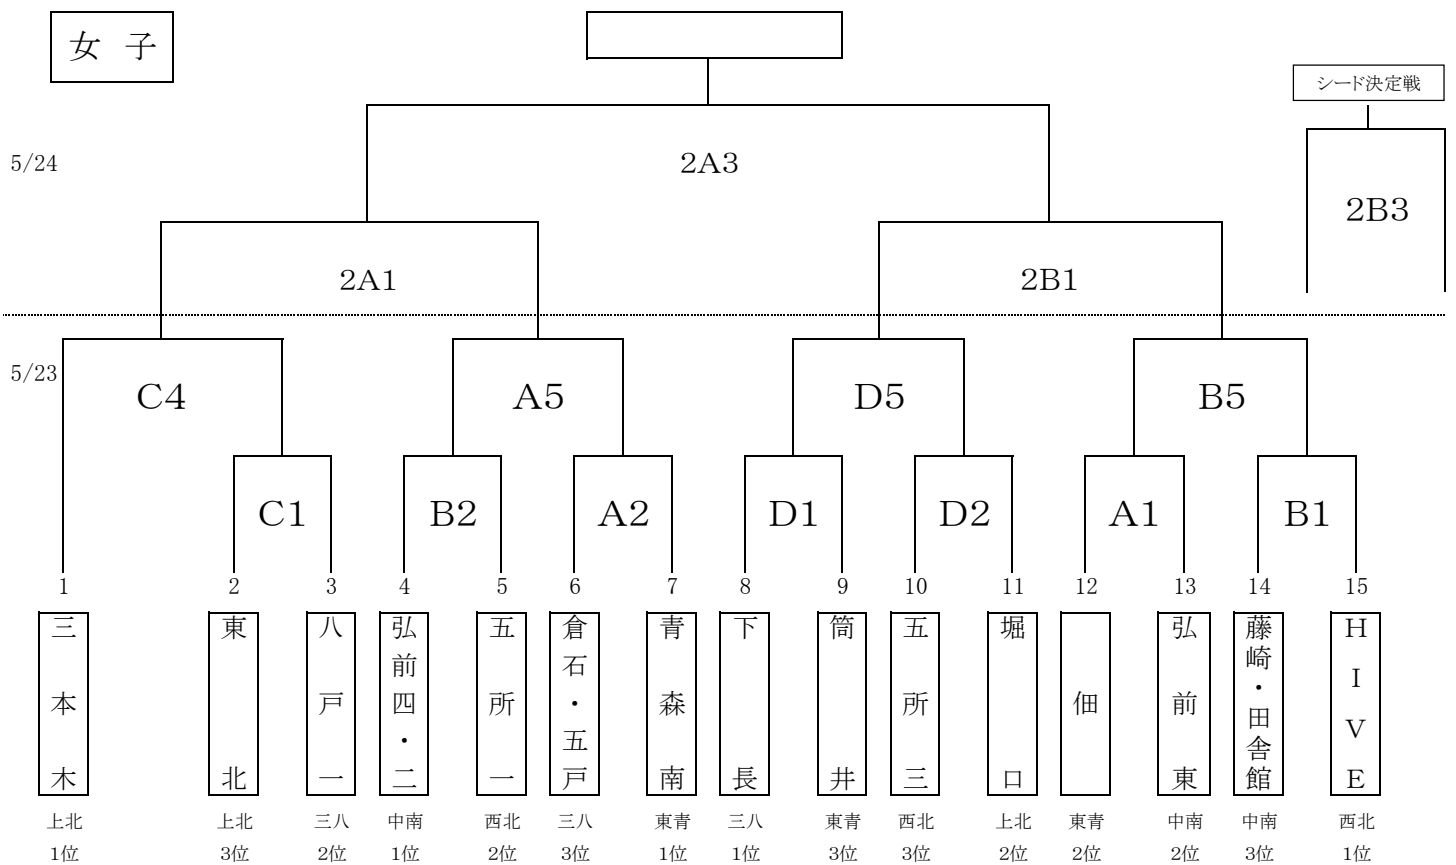 女 子
シード決定戦
5/24
2A3
2B3
2A1
2B1
5/23
C4
A5
D5
B5
C1
B2
A2
D1
D2
A1
B1
1
2
3
4
5
6
7
8
9
10
11
12
13
14
15
三本木
東北
八戸一
弘前四・二
五所一
倉石・五戸
青森南
下長
筒井
五所三
堀口
佃
弘前東
藤崎・田舎館
HIVE
上北
上北
三八
中南
西北
三八
東青
三八
東青
西北
上北
東青
中南
中南
西北
1位
3位
2位
1位
2位
3位
1位
1位
3位
3位
2位
2位
2位
3位
1位